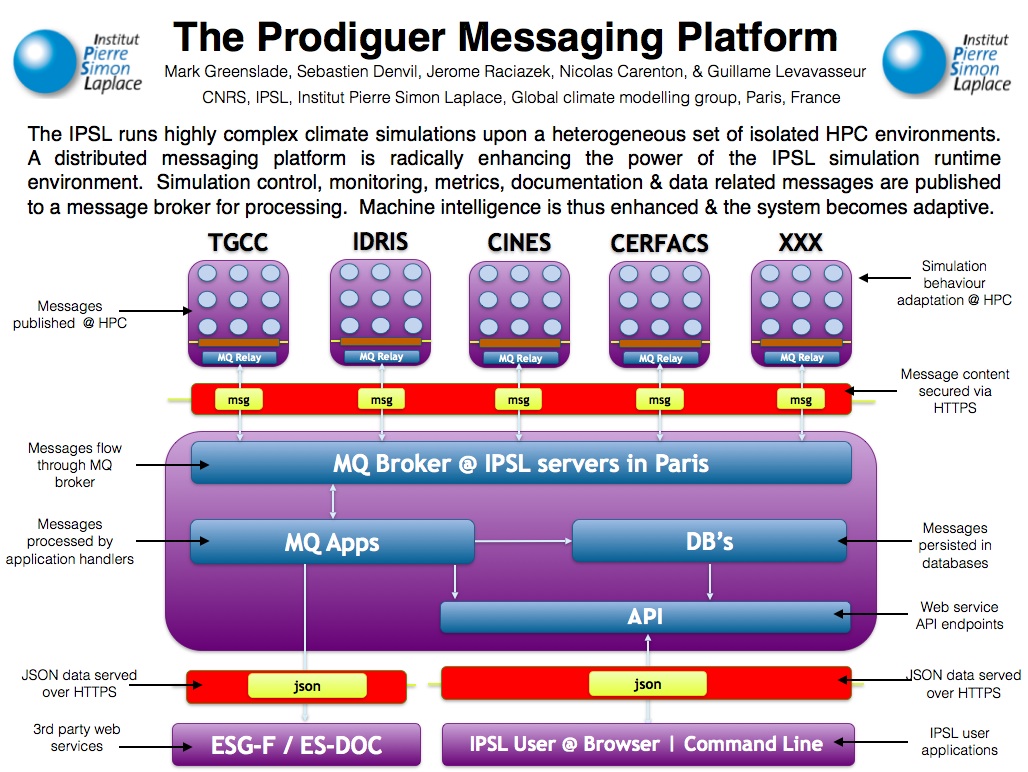 Institut
Pierre
Simon
Laplace
The Prodiguer Messaging Platform
Mark Greenslade, Sebastien Denvil, Jerome Raciazek, Nicolas Carenton, & Guillame Levavasseur
CNRS, IPSL, Institut Pierre Simon Laplace, Global climate modelling group, Paris, France
Institut
Pierre
Simon
Laplace
The IPSL runs highly complex climate simulations upon a heterogeneous set of isolated HPC environments.
A distributed messaging platform is radically enhancing the power of the IPSL simulation runtime
environment. Simulation control, monitoring, metrics, documentation & data related messages are published
to a message broker for processing. Machine intelligence is thus enhanced & the system becomes adaptive.
TGCC IDRIS CINES CERFACS XXX
Messages
published @ HPC
Simulation
behaviour
adaptation @ HPC
MQ Relay MQ Relay MQ Relay MQ Relay MQ Relay
msg msg msg msg msg
Message content
secured via
HTTPS
Messages flow
through MQ
broker
MQ Broker @ IPSL servers in Paris
Messages
processed by
application handlers
MQ Apps
DB's
Messages
persisted in
databases
API
Web service
API endpoints
JSON data served
over HTTPS
json
json
JSON data served
over HTTPS
3rd party web
services
ESG-F / ES-DOC
IPSL User @ Browser | Command Line
IPSL user
applications